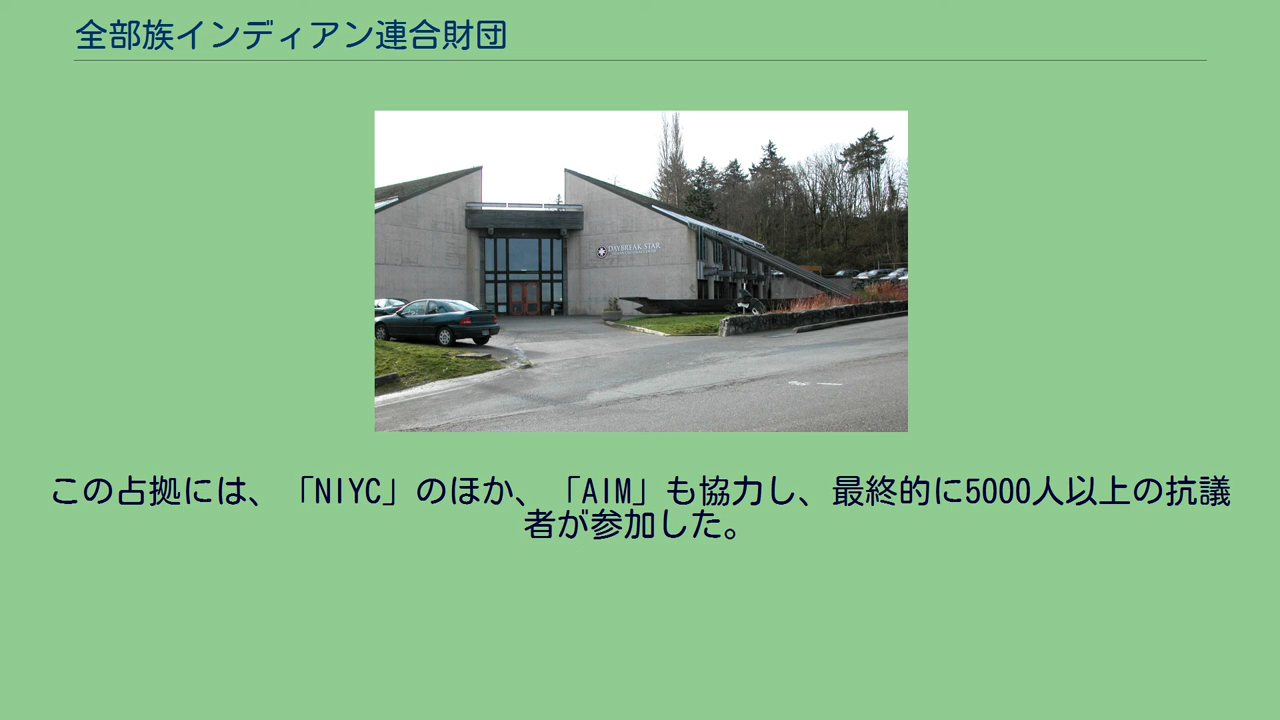 全部族インディアン連合財団
DAYBREAK STAR
この占拠には、「NIYC」のほか、「AIM」も協力し、最終的に5000人以上の抗議
者が参加した。